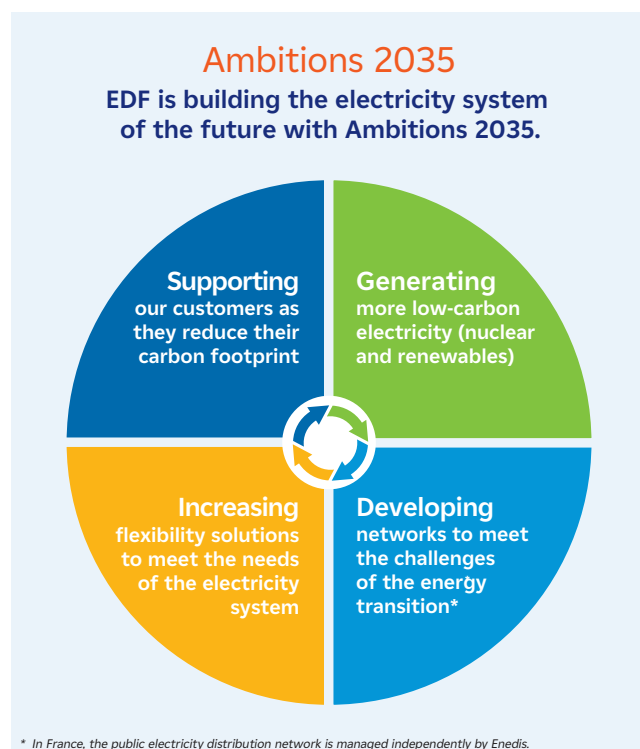 Ambitions 2035
EDF is building the electricity system
of the future with Ambitions 2035.
Supporting
our customers as
they reduce their
carbon footprint
Generating
more low-carbon
electricity (nuclear
and renewables)
Increasing
flexibility solutions
to meet the needs
of the electricity
system
Developing
networks to meet
the challenges
of the energy
transition*
* In France, the public electricity distribution network is managed independently by Enedis.